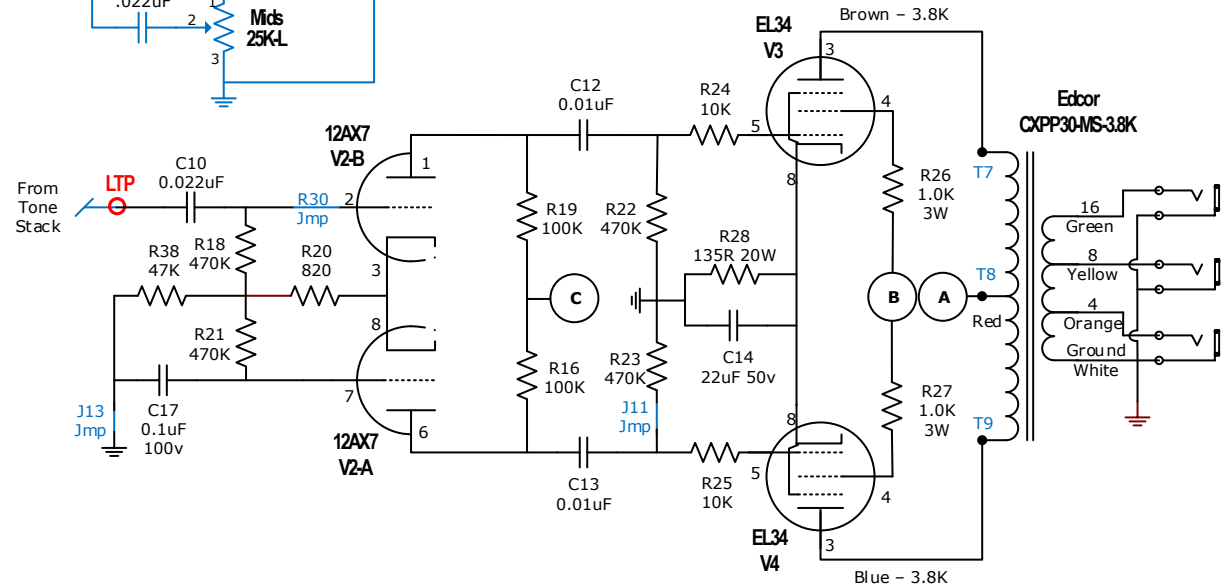 .022uF
1
2
3
Mids
25K-L
From
Tone
Stack
LTP
C10
0.022uF
R30
Jmp
R38
47K
R18
470K
R20
820
R21
470K
J13
Jmp
C17
0.1uF
100v
12AX7
V2-B
1
2
3
8
7
6
12AX7
V2-A
R19
100K
C
R16
100K
C12
0.01uF
C13
0.01uF
R22
470K
R23
470K
J11
Jmp
R28
135R 20W
C14
22uF 50v
R24
10K
R25
10K
EL34
V3
3
4
5
8
8
5
4
3
EL34
V4
Brown – 3.8K
R26
1.0K
3W
B
A
R27
1.0K
3W
Blue – 3.8K
Edcor
CXPP30-MS-3.8K
T7
T8
Red
T9
16
Green
8
Yellow
4
Orange
Ground
White